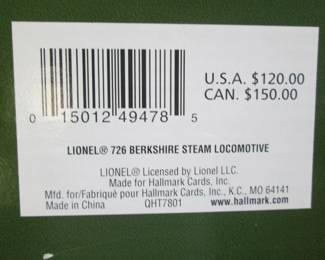 U.S.A. $120.00
CAN. $150.00
0 15012 49478 5
LIONEL® 726 BERKSHIRE STEAM LOCOMOTIVE
LIONEL® Licensed by Lionel LLC.
Made for Hallmark Cards, Inc.
Mfd. for/Fabriqué pour Hallmark Cards, Inc., K.C., MO 64141
Made in China QHT7801 www.hallmark.com